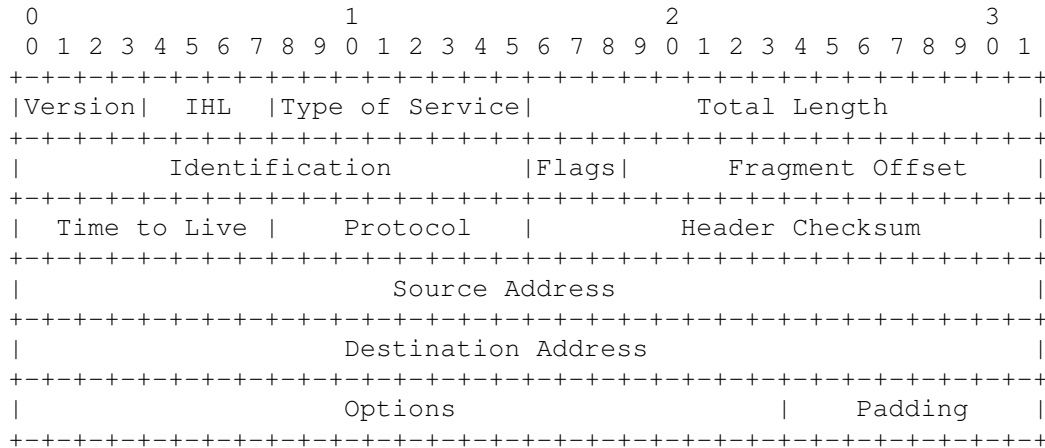 0                   1                   2                   3
0 1 2 3 4 5 6 7 8 9 0 1 2 3 4 5 6 7 8 9 0 1 2 3 4 5 6 7 8 9 0 1
+-+-+-+-+-+-+-+-+-+-+-+-+-+-+-+-+-+-+-+-+-+-+-+-+-+-+-+-+-+-+-+-+
|Version|  IHL  |Type of Service|          Total Length         |
+-+-+-+-+-+-+-+-+-+-+-+-+-+-+-+-+-+-+-+-+-+-+-+-+-+-+-+-+-+-+-+-+
|         Identification        |Flags|      Fragment Offset    |
+-+-+-+-+-+-+-+-+-+-+-+-+-+-+-+-+-+-+-+-+-+-+-+-+-+-+-+-+-+-+-+-+
|  Time to Live |    Protocol   |         Header Checksum       |
+-+-+-+-+-+-+-+-+-+-+-+-+-+-+-+-+-+-+-+-+-+-+-+-+-+-+-+-+-+-+-+-+
|                       Source Address                          |
+-+-+-+-+-+-+-+-+-+-+-+-+-+-+-+-+-+-+-+-+-+-+-+-+-+-+-+-+-+-+-+-+
|                    Destination Address                        |
+-+-+-+-+-+-+-+-+-+-+-+-+-+-+-+-+-+-+-+-+-+-+-+-+-+-+-+-+-+-+-+-+
|                    Options                    |    Padding    |
+-+-+-+-+-+-+-+-+-+-+-+-+-+-+-+-+-+-+-+-+-+-+-+-+-+-+-+-+-+-+-+-+